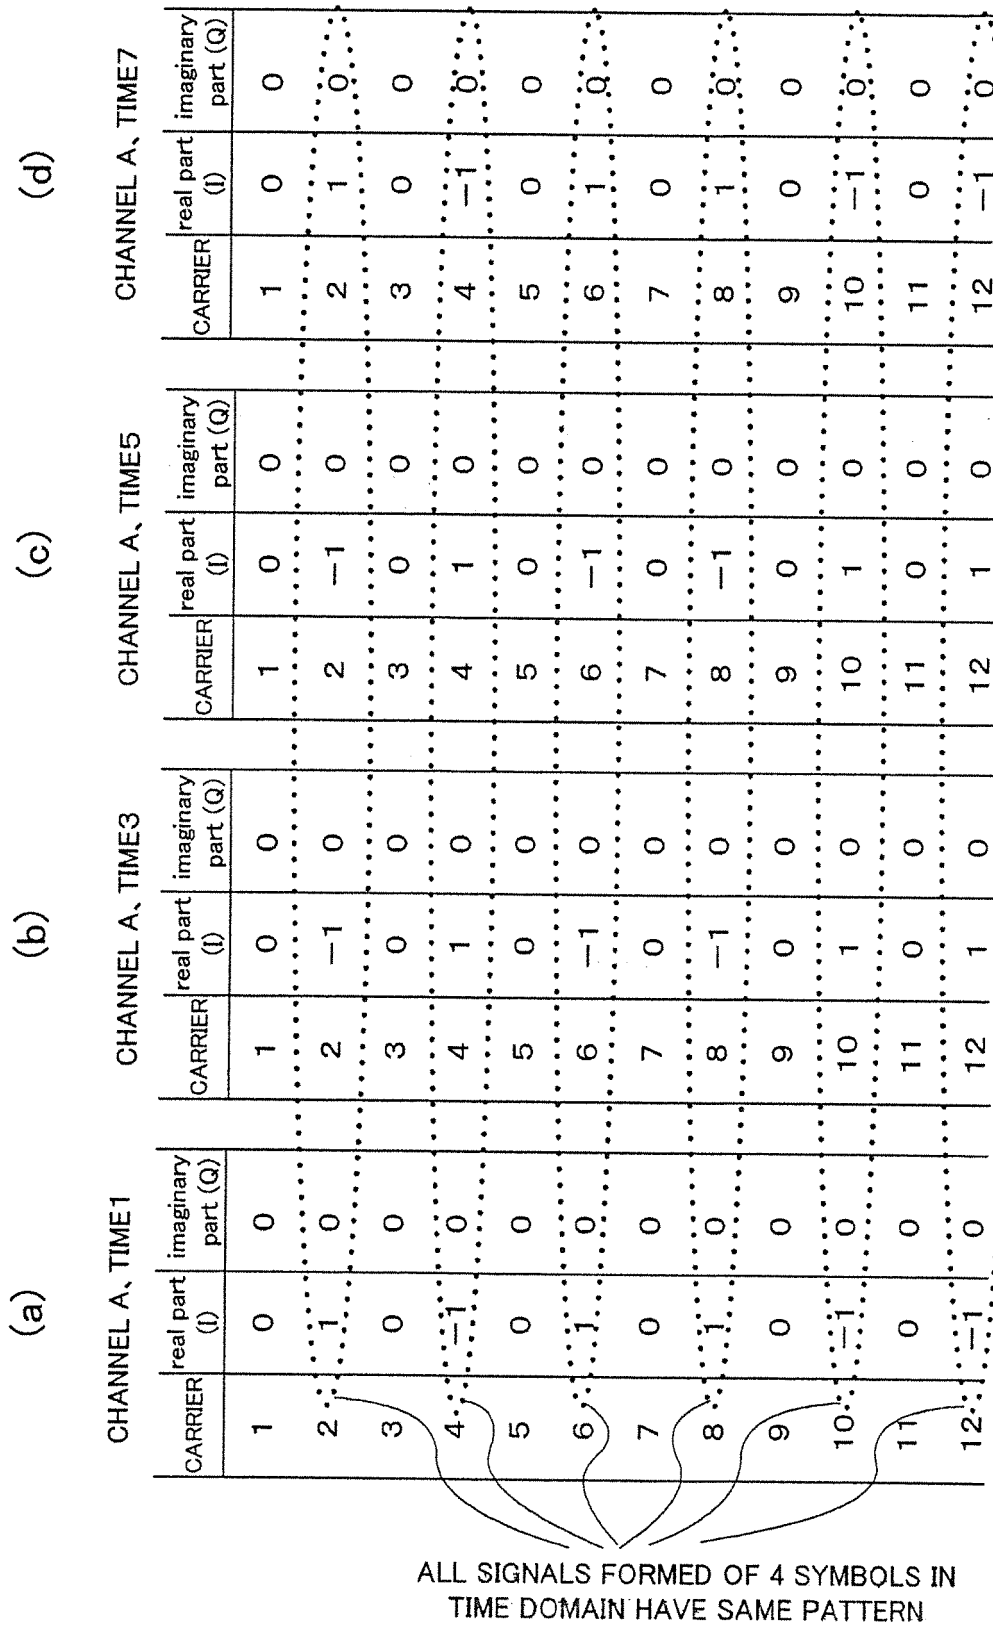 (a)
CHANNEL A、TIME1
CARRIER real part (I) imaginary part (Q)
1 0 0
2 1 0
3 0 0
4 −1 0
5 0 0
6 1 0
7 0 0
8 1 0
9 0 0
10 −1 0
11 0 0
12 −1 0
(b)
CHANNEL A、TIME3
CARRIER real part (I) imaginary part (Q)
1 0 0
2 −1 0
3 0 0
4 1 0
5 0 0
6 −1 0
7 0 0
8 −1 0
9 0 0
10 1 0
11 0 0
12 1 0
(c)
CHANNEL A、TIME5
CARRIER real part (I) imaginary part (Q)
1 0 0
2 −1 0
3 0 0
4 1 0
5 0 0
6 −1 0
7 0 0
8 −1 0
9 0 0
10 1 0
11 0 0
12 1 0
(d)
CHANNEL A、TIME7
CARRIER real part (I) imaginary part (Q)
1 0 0
2 1 0
3 0 0
4 −1 0
5 0 0
6 1 0
7 0 0
8 1 0
9 0 0
10 −1 0
11 0 0
12 −1 0
ALL SIGNALS FORMED OF 4 SYMBOLS IN
TIME DOMAIN HAVE SAME PATTERN